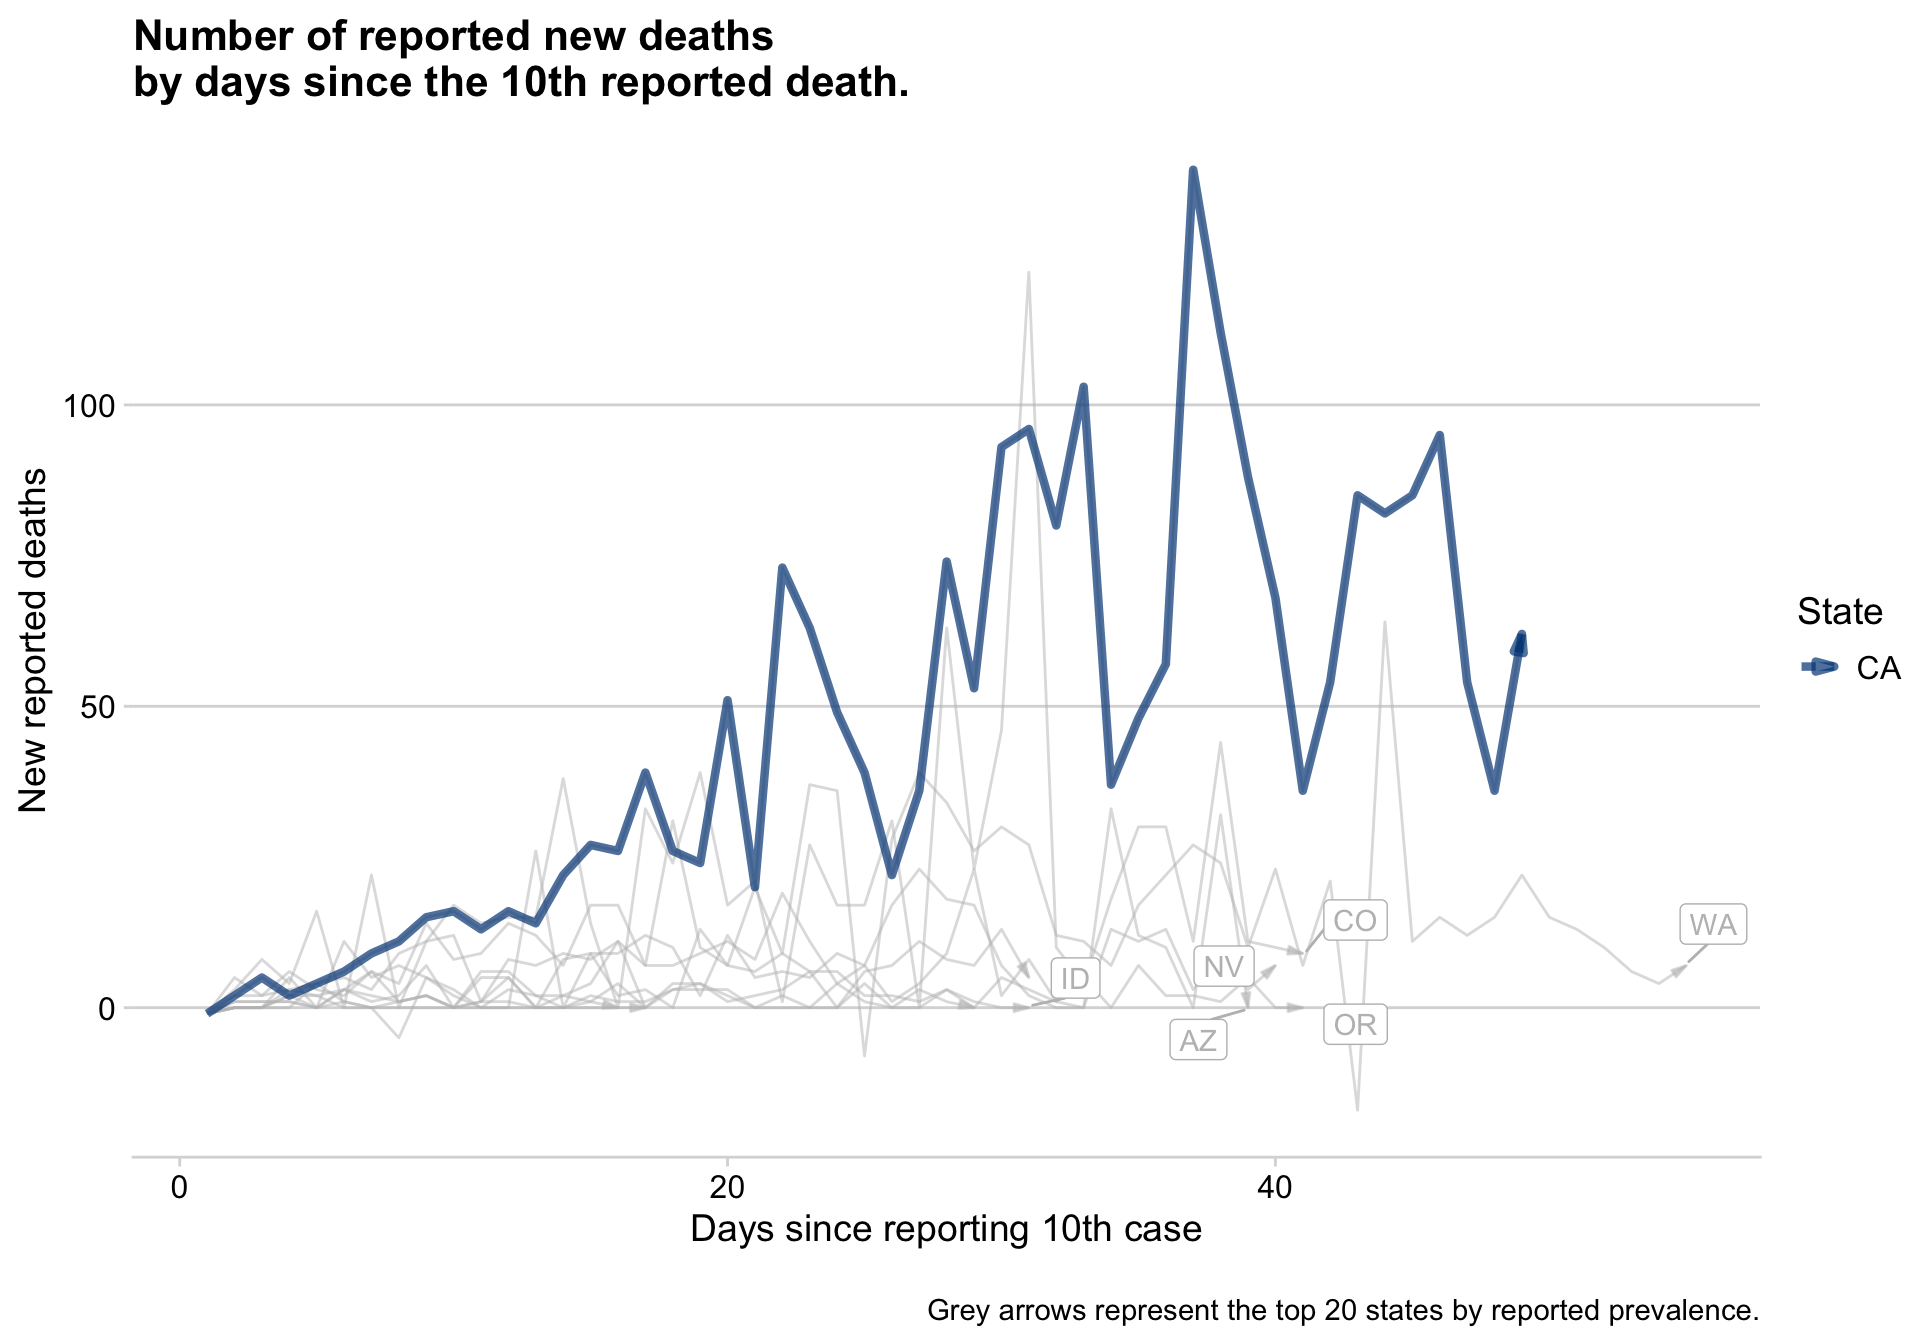 Number of reported new deaths
by days since the 10th reported death.
New reported deaths
100
50
0
CO
WA
NV
ID
OR
AZ
State
CA
0
20
40
Days since reporting 10th case
Grey arrows represent the top 20 states by reported prevalence.